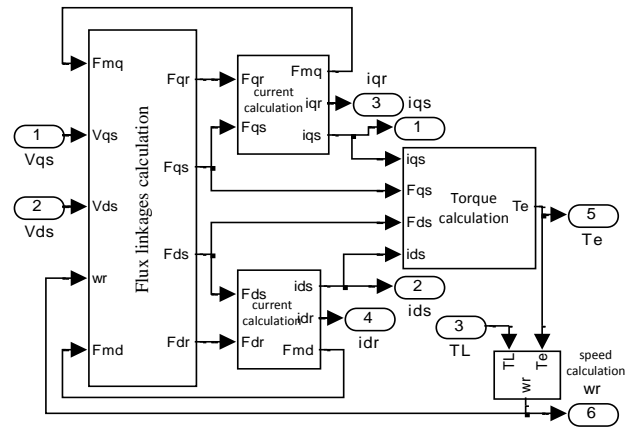 Fmq
Vqs
Vds
wr
Fmd
Flux linkages calculation
Fqr
Fqs
Fds
Fdr
1
Vqs
2
Vds
Fqr
Fqs
current
calculation
Fmq
iqr
iqs
iqr
3
iqs
1
iqs
Fqs
Fds
ids
Torque
calculation
Te
5
Te
Fds
Fdr
current
calculation
ids
idr
Fmd
2
ids
4
idr
3
TL
TL
Te
wr
speed
calculation
wr
6